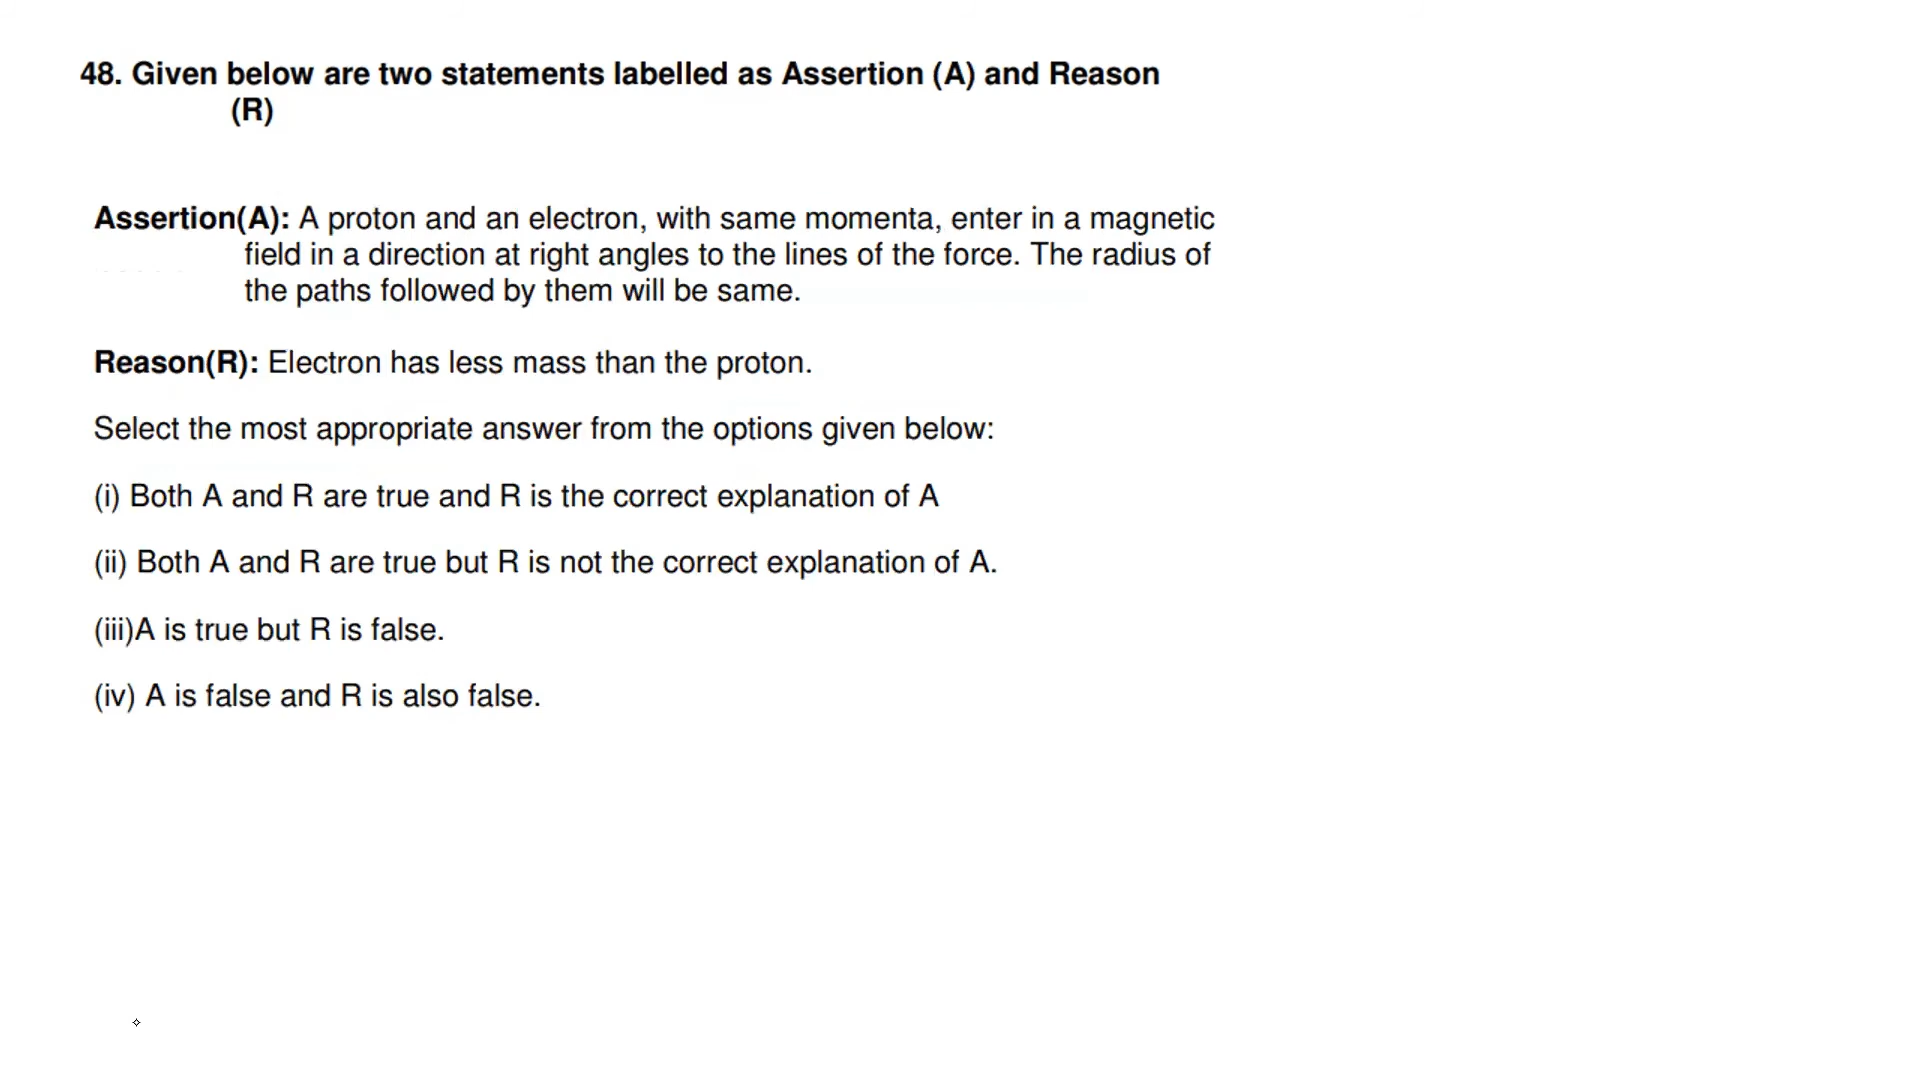 48. Given below are two statements labelled as Assertion (A) and Reason
(R)
Assertion(A): A proton and an electron, with same momenta, enter in a magnetic
field in a direction at right angles to the lines of the force. The radius of
the paths followed by them will be same.
Reason(R): Electron has less mass than the proton.
Select the most appropriate answer from the options given below:
(i) Both A and R are true and R is the correct explanation of A
(ii) Both A and R are true but R is not the correct explanation of A.
(iii)A is true but R is false.
(iv) A is false and R is also false.